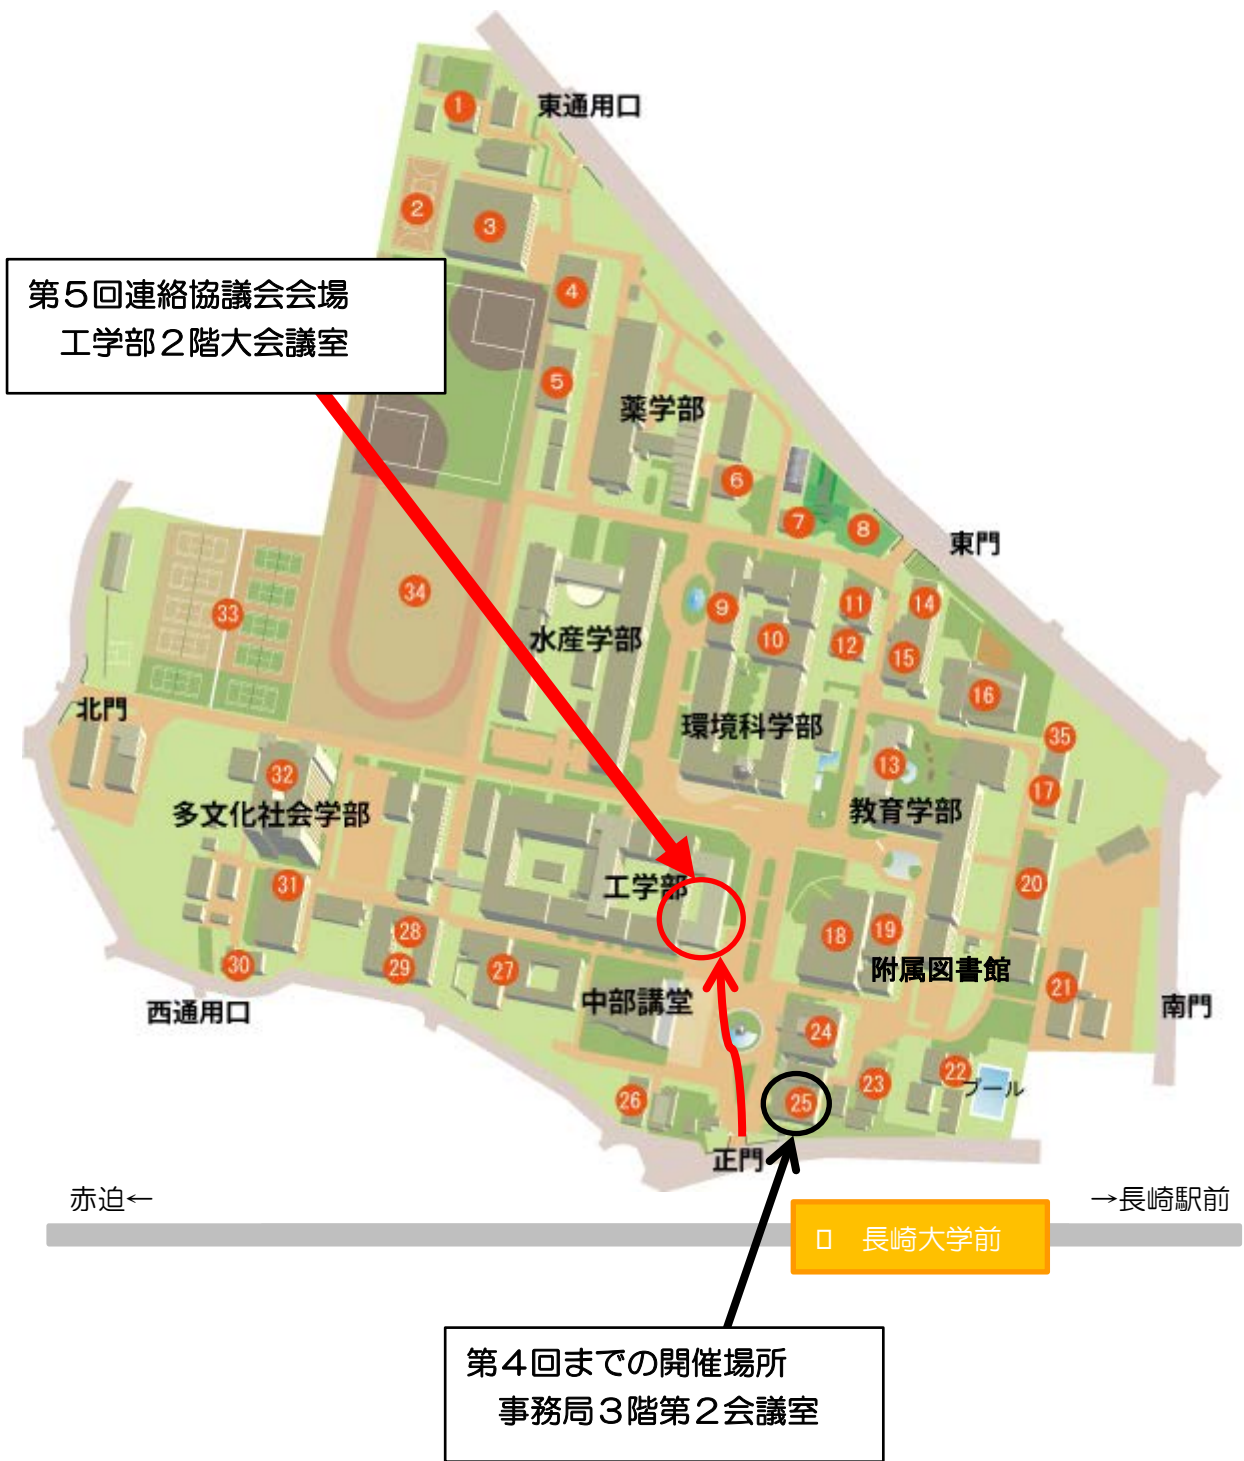 1
東通用口
2
3
第５回連絡協議会会場
工学部２階大会議室
4
5
薬学部
6
7
8
東門
9
10
11
12
14
15
16
33
34
水産学部
北門
環境科学部
13
35
17
32
多文化社会学部
教育学部
31
工学部
20
28
29
30
27
18
19
附属図書館
21
西通用口
中部講堂
南門
24
22
プール
23
25
26
正門
赤迫←
→長崎駅前
長崎大学前
第４回までの開催場所
事務局３階第２会議室